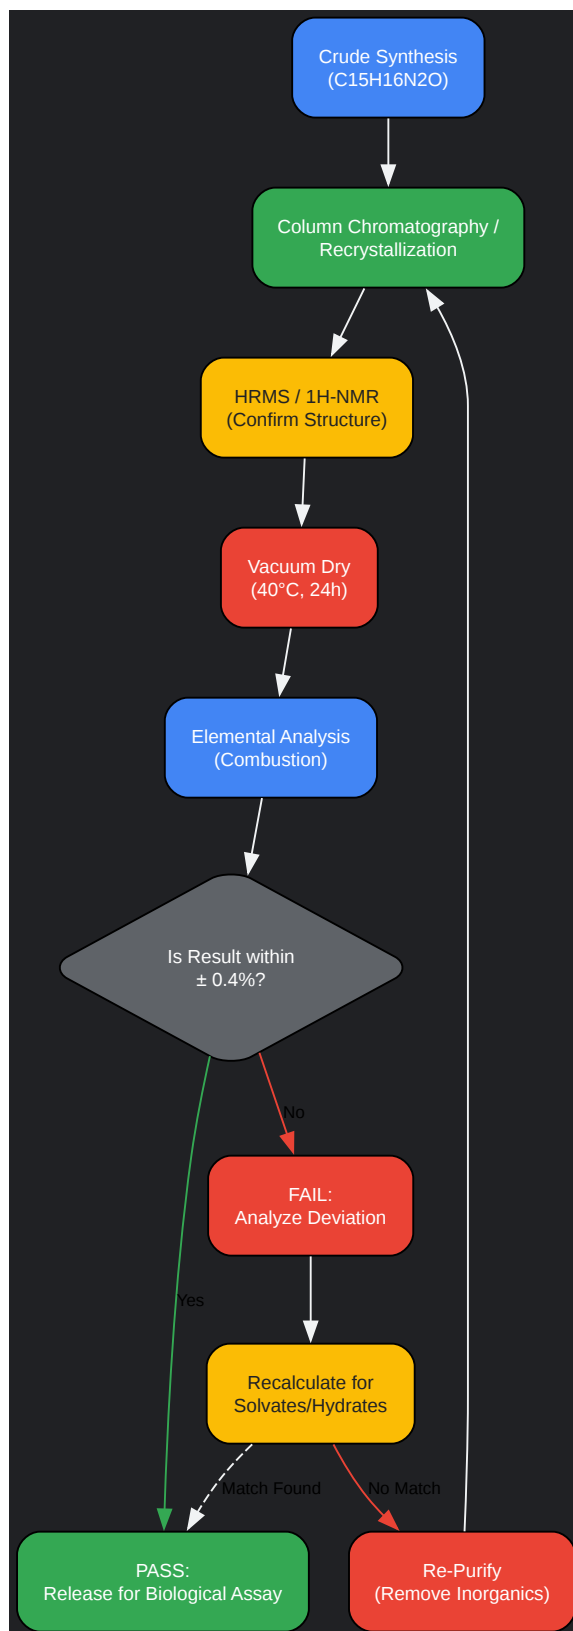 Crude Synthesis
(C15H16N2O)
Column Chromatography /
Recrystallization
HRMS / 1H-NMR
(Confirm Structure)
Vacuum Dry
(40°C, 24h)
Elemental Analysis
(Combustion)
Is Result within
± 0.4%?
No
FAIL:
Analyze Deviation
Yes
Recalculate for
Solvates/Hydrates
Match Found
No Match
PASS:
Release for Biological Assay
Re-Purify
(Remove Inorganics)